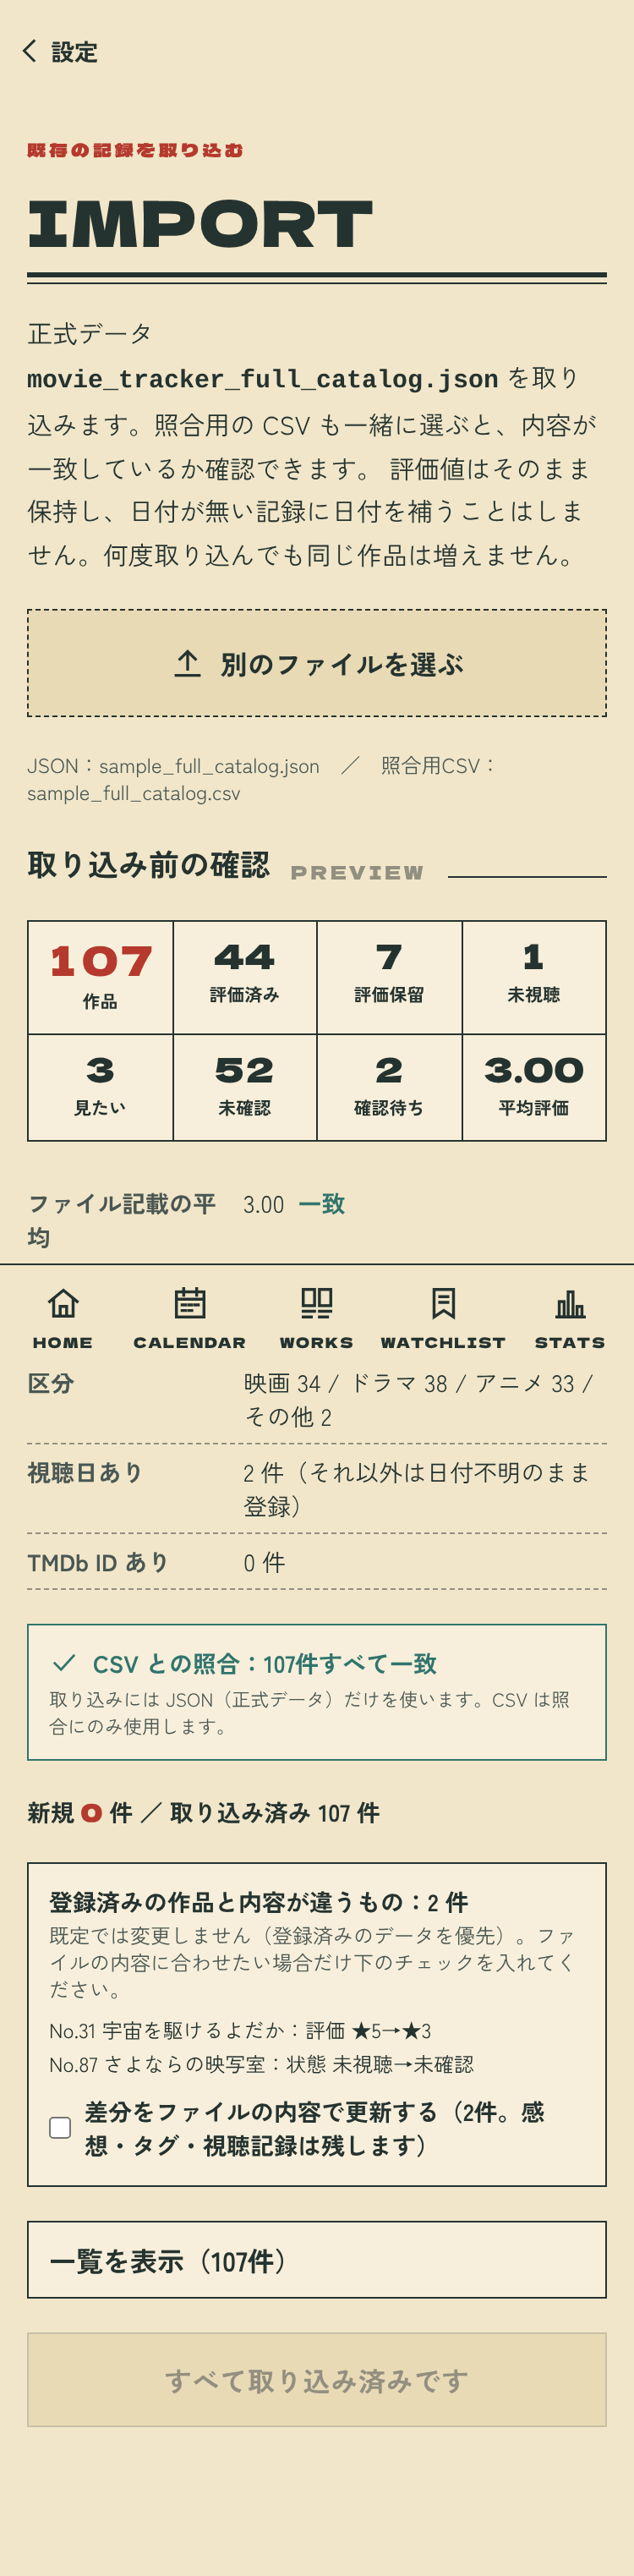 設定
既存の記録を取り込む
IMPORT
正式データ
movie_tracker_full_catalog.json を取り
込みます。照合用の CSV も一緒に選ぶと、内容が
一致しているか確認できます。 評価値はそのまま
保持し、日付が無い記録に日付を補うことはしま
せん。何度取り込んでも同じ作品は増えません。
別のファイルを選ぶ
JSON：sample_full_catalog.json　／　照合用CSV：
sample_full_catalog.csv
取り込み前の確認 PREVIEW
107 44 7 1
作品 評価済み 評価保留 未視聴
3 52 2 3.00
見たい 未確認 確認待ち 平均評価
ファイル記載の平 3.00 一致
均
HOME CALENDAR WORKS WATCHLIST STATS
区分 映画 34 / ドラマ 38 / アニメ 33 /
その他 2
視聴日あり 2 件（それ以外は日付不明のまま
登録）
TMDb ID あり 0 件
CSV との照合：107件すべて一致
取り込みには JSON（正式データ）だけを使います。CSV は照
合にのみ使用します。
新規 0 件 ／ 取り込み済み 107 件
登録済みの作品と内容が違うもの：2 件
既定では変更しません（登録済みのデータを優先）。ファ
イルの内容に合わせたい場合だけ下のチェックを入れてく
ださい。
No.31 宇宙を駆けるよだか：評価 ★5→★3
No.87 さよならの映写室：状態 未視聴→未確認
差分をファイルの内容で更新する（2件。感
想・タグ・視聴記録は残します）
一覧を表示（107件）
すべて取り込み済みです